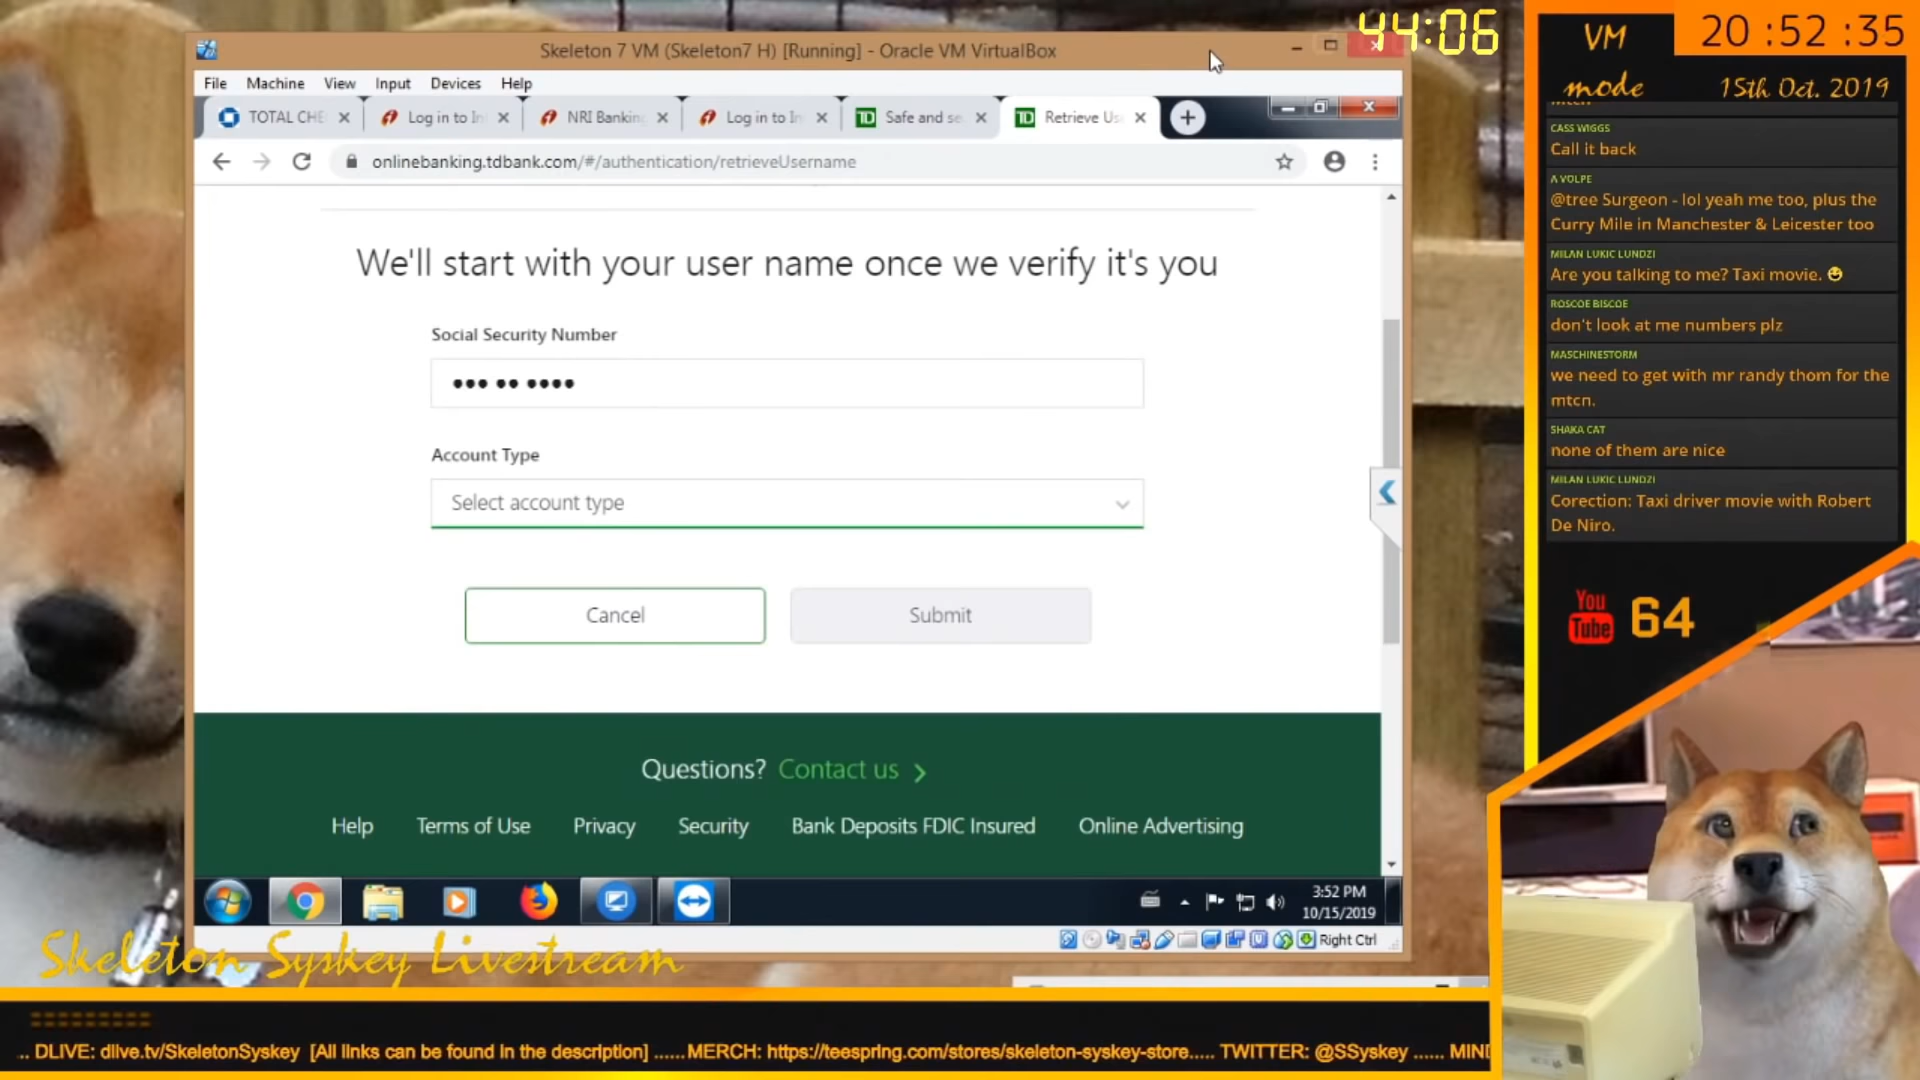 Skeleton 7 VM (Skeleton7 H) [Running] - Oracle VM VirtualBox
File Machine View Input Devices Help
TOTAL CHE
Log in to In
NRI Banking
Log in to In
TD Safe and se
TD Retrieve Us
onlinebanking.tdbank.com/#/authentication/retrieveUsername
We'll start with your user name once we verify it's you
Social Security Number
••• •• ••••
Account Type
Select account type
Cancel
Submit
Questions? Contact us
Help Terms of Use Privacy Security Bank Deposits FDIC Insured Online Advertising
3:52 PM
10/15/2019
Right Ctrl
Skeleton Syskey Livestream
.. DLIVE: dlive.tv/SkeletonSyskey [All links can be found in the description] ...... MERCH: https://teespring.com/stores/skeleton-syskey-store..... TWITTER: @SSyskey ...... MIND
44:06
VM
mode
20:52:35
15th Oct. 2019
CASS WIGGS
Call it back
A VOLPE
@tree Surgeon - lol yeah me too, plus the
Curry Mile in Manchester & Leicester too
MILAN LUKIC LUNDZI
Are you talking to me? Taxi movie. 😀
ROSCOE BISCOE
don't look at me numbers plz
MASCHINESTORM
we need to get with mr randy thom for the
mtcn.
SHAKA CAT
none of them are nice
MILAN LUKIC LUNDZI
Corection: Taxi driver movie with Robert
De Niro.
You
Tube 64